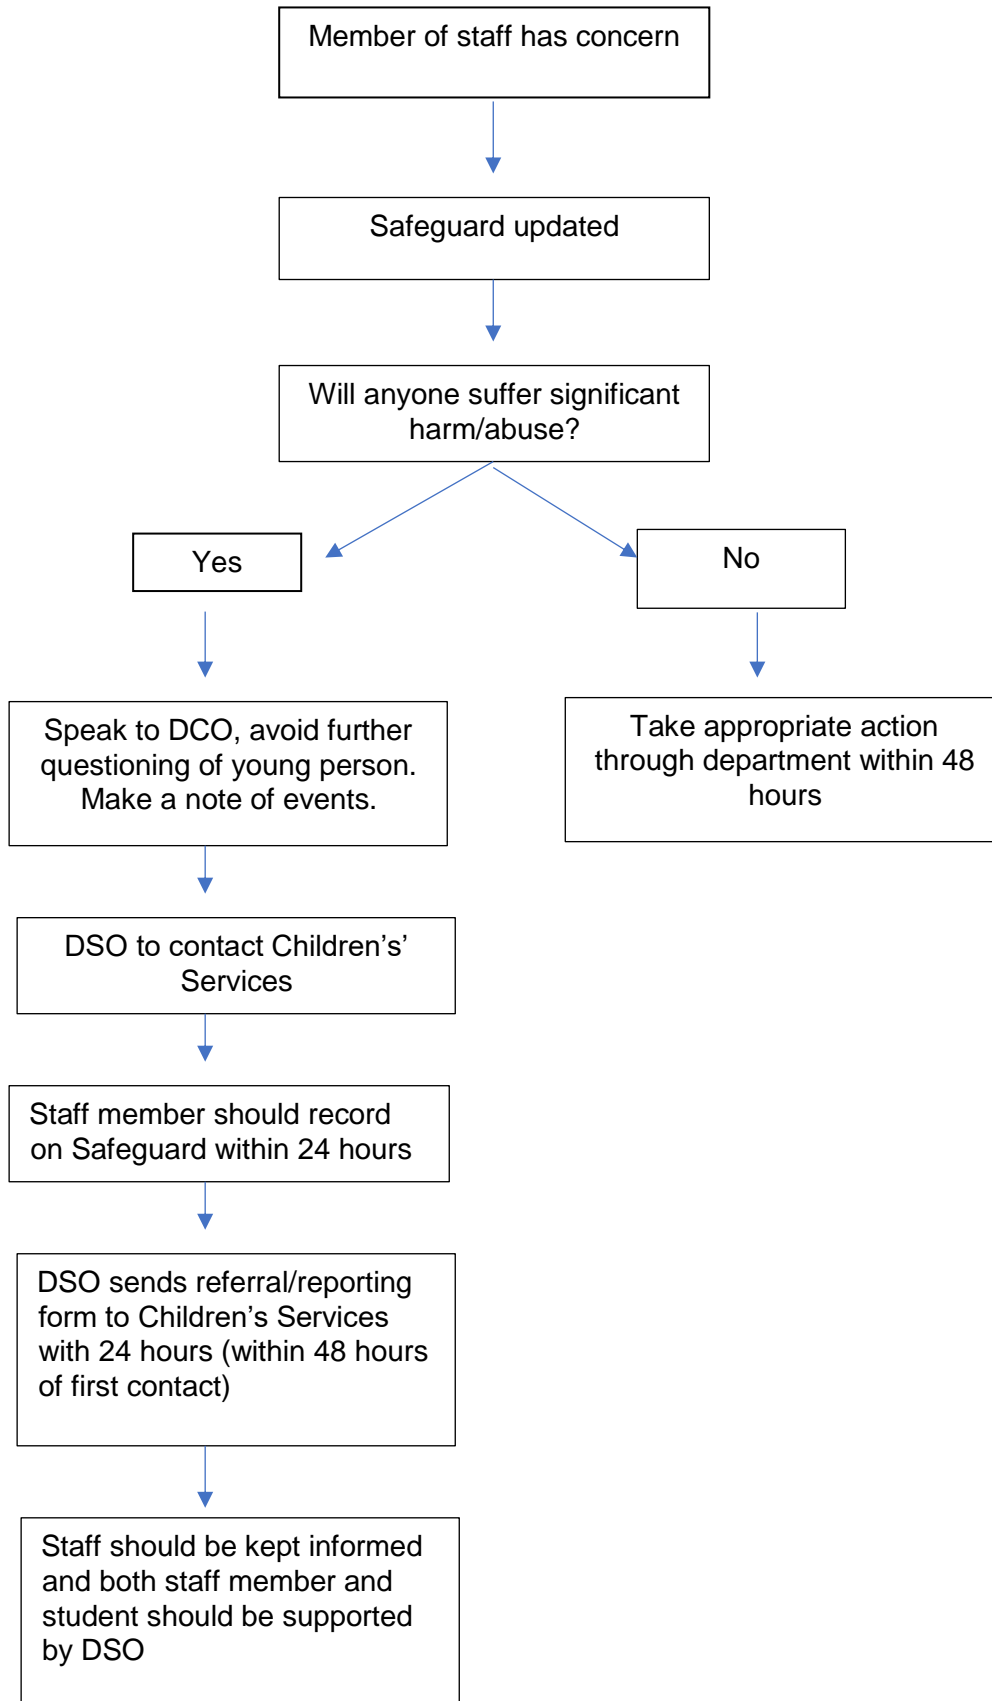 Member of staff has concern
Safeguard updated
Will anyone suffer significant
harm/abuse?
Yes
No
Speak to DCO, avoid further
questioning of young person.
Make a note of events.
Take appropriate action
through department within 48
hours
DSO to contact Children’s’
Services
Staff member should record
on Safeguard within 24 hours
DSO sends referral/reporting
form to Children’s Services
with 24 hours (within 48 hours
of first contact)
Staff should be kept informed
and both staff member and
student should be supported
by DSO